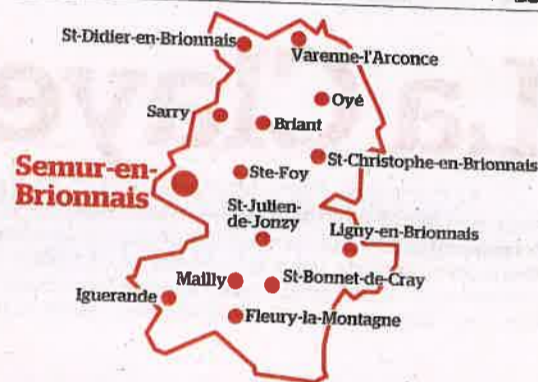 St-Didier-en-Brionnais
Varenne-l'Arconce
Oyé
Sarry
Briant
St-Christophe-en-Brionnais
Semur-en-
Brionnais
Ste-Foy
St-Julien-
de-Jonzy
Ligny-en-Brionnais
Mailly
St-Bonnet-de-Cray
Iguerande
Fleury-la-Montagne